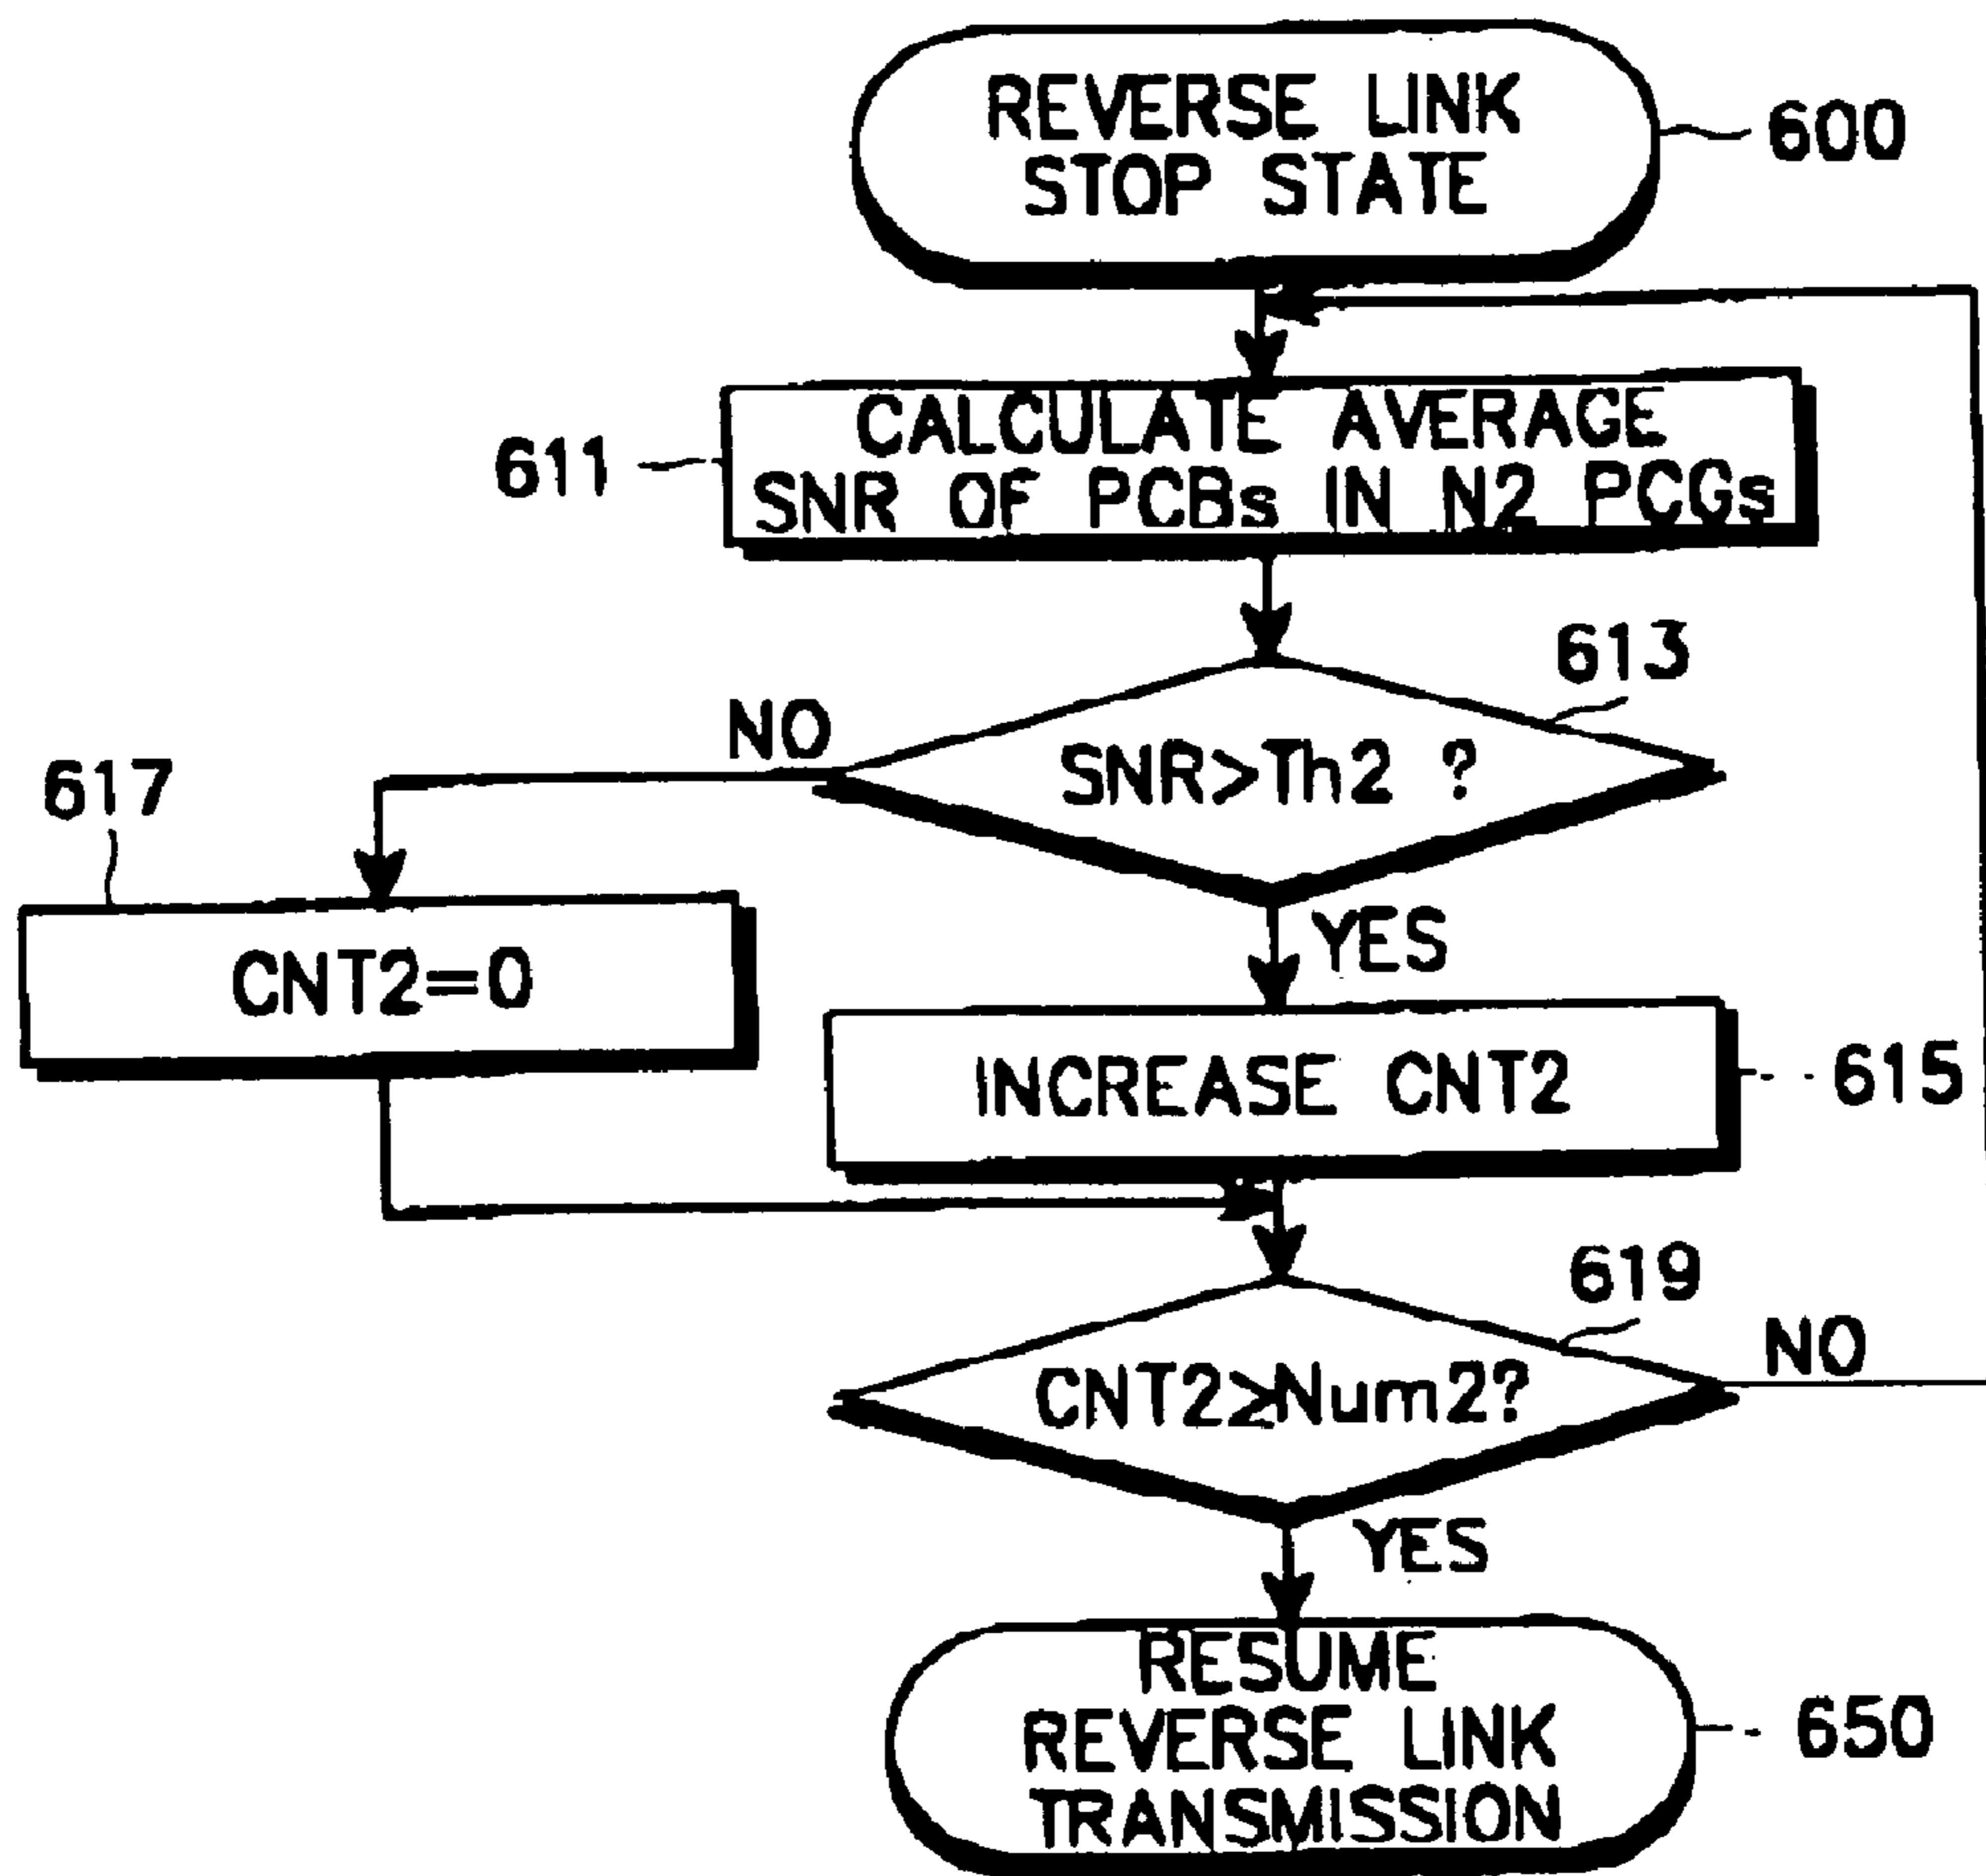 REVERSE LINK
STOP STATE
600
611
CALCULATE AVERAGE
SNR OF PCBs IN N2 PCGs
613
NO
SNR>Th2 ?
617
YES
CNT2=0
INCREASE CNT2
615
619
NO
CNT2≥Num2?
YES
RESUME
REVERSE LINK
TRANSMISSION
650